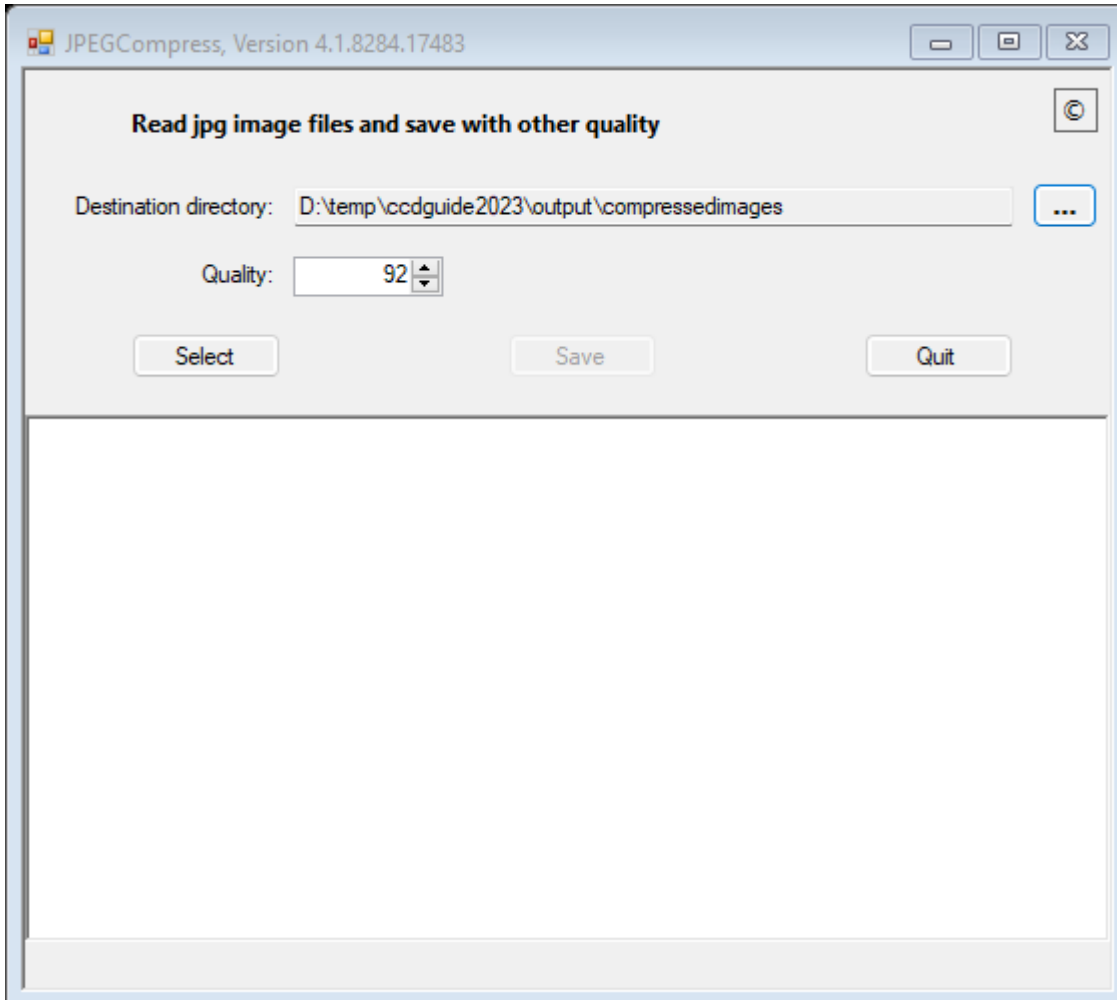 JPEGCompress, Version 4.1.8284.17483
Read jpg image files and save with other quality
©
Destination directory: D:\temp\ccdguide2023\output\compressedimages ...
Quality: 92
Select Save Quit